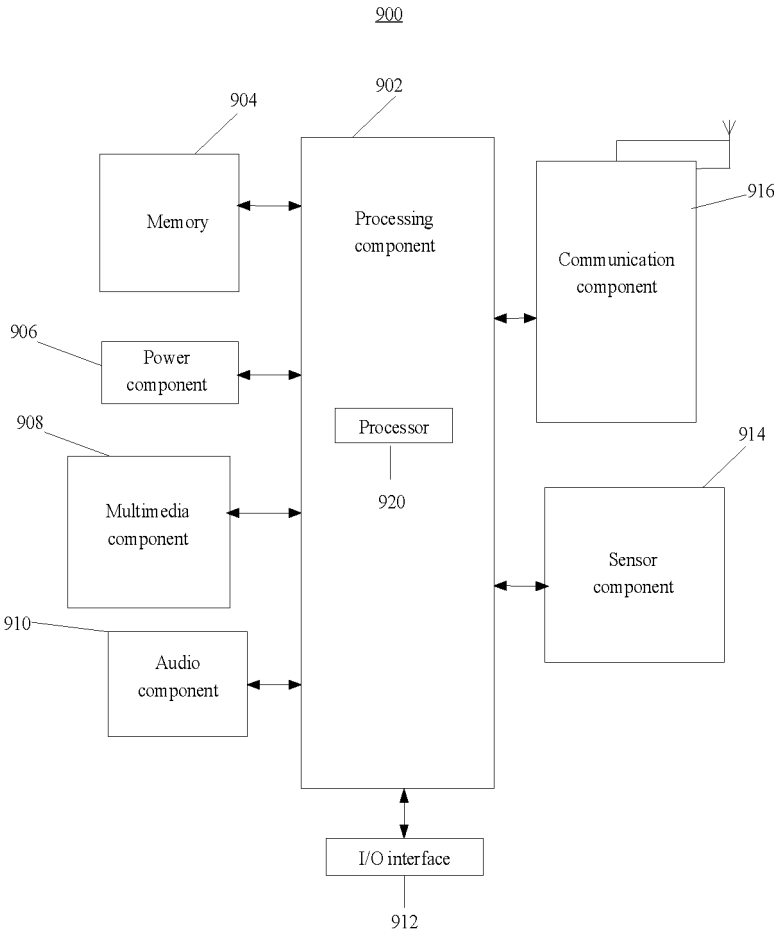 900
902
904
Memory
Processing
component
916
Communication
component
906
Power
component
Processor
920
908
Multimedia
component
914
Sensor
component
910
Audio
component
I/O interface
912